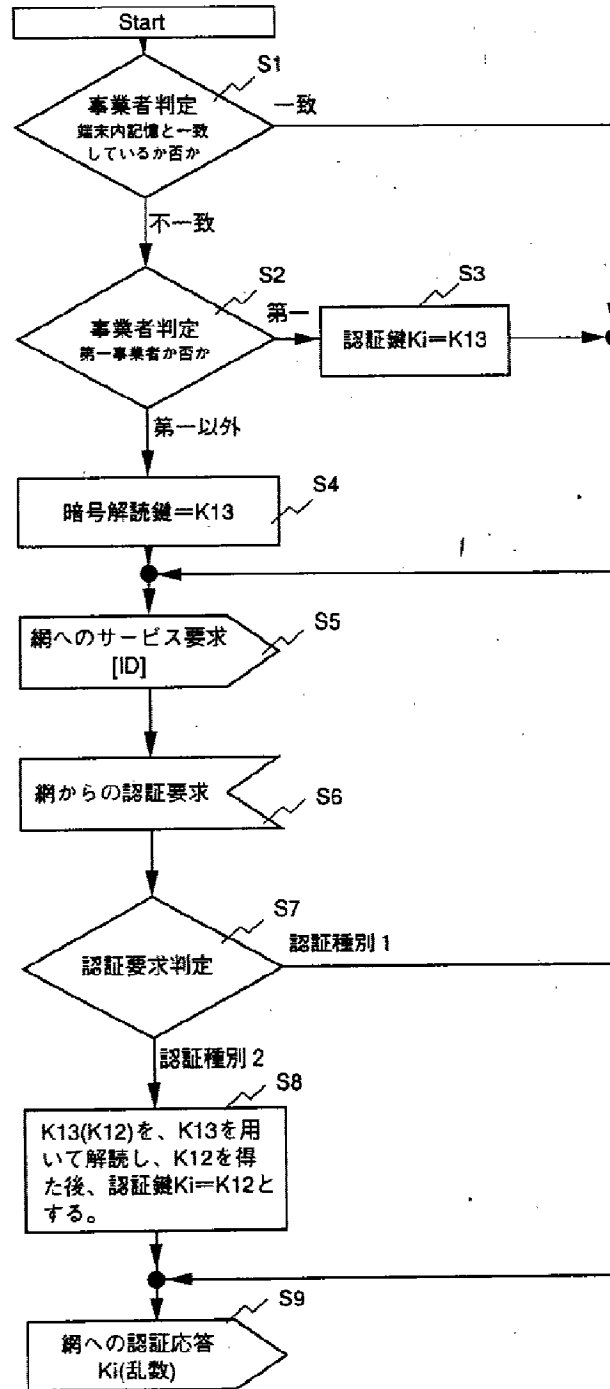 Start
S1
事業者判定
端末内記憶と一致
しているか否か
一致
不一致
S2
事業者判定
第一事業者か否か
第一
S3
認証鍵Ki＝K13
第一以外
暗号解読鍵＝K13
S4
網へのサービス要求
[ID]
S5
網からの認証要求
S6
S7
認証要求判定
認証種別1
認証種別2
S8
K13(K12)を、K13を用
いて解読し、K12を得
た後、認証鍵Ki＝K12と
する。
S9
網への認証応答
Ki(乱数)